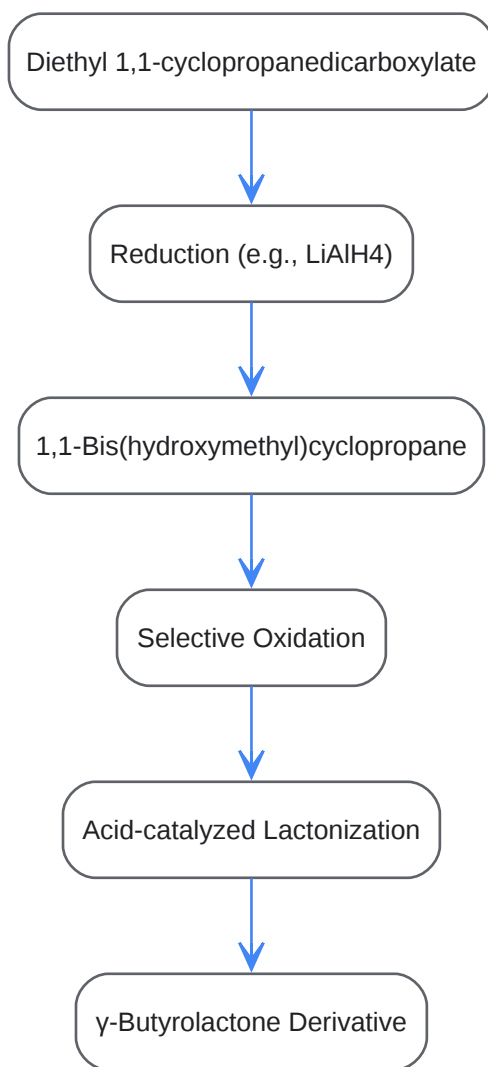 Diethyl 1,1-cyclopropanedicarboxylate
Reduction (e.g., LiAlH4)
1,1-Bis(hydroxymethyl)cyclopropane
Selective Oxidation
Acid-catalyzed Lactonization
γ-Butyrolactone Derivative